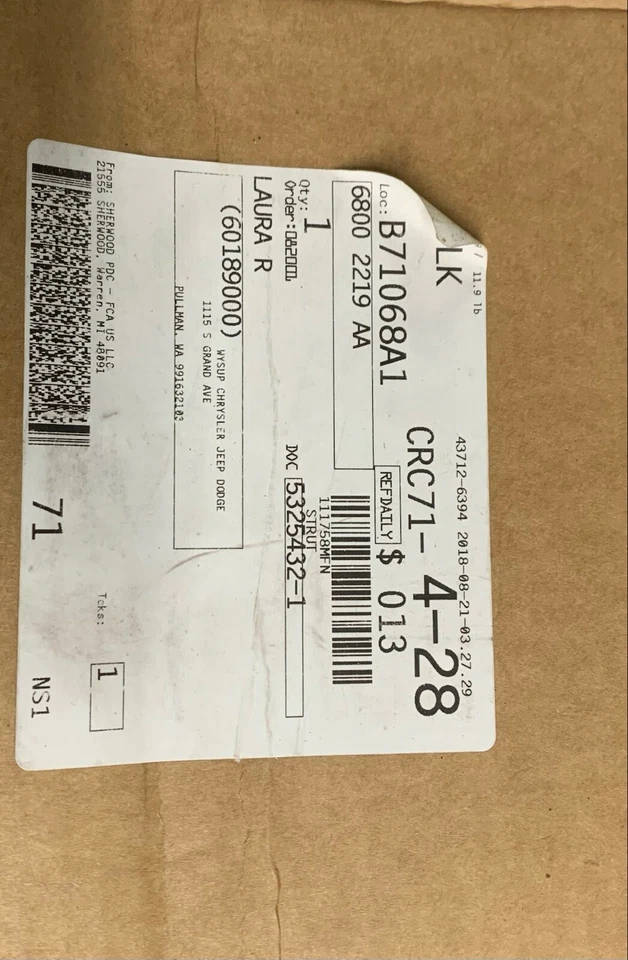 11.9 lb
43712-6394 2018-08-21-03.27.29
LK
CRC71- 4-28
Loc: B71068A1
REFDAILY $ 013
6800 2219 AA
111758MFN
STRUT
Qty: 1
Order:
DOC 5325432-1
LAURA R
(60189000)
WYSUP CHRYSLER JEEP DODGE
1115 S GRAND AVE
PULLMAN, WA 991632103
From: SHERWOOD PDC - FCA US LLC
21555 SHERWOOD, Warren, MI 48091
Tcks: 1
71
NS1